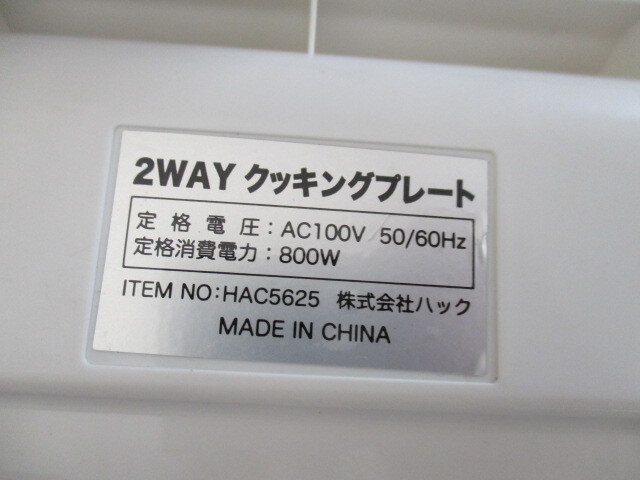 2WAY クッキングプレート
定格電圧：AC100V 50/60Hz
定格消費電力：800W
ITEM NO：HAC5625 株式会社ハック
MADE IN CHINA